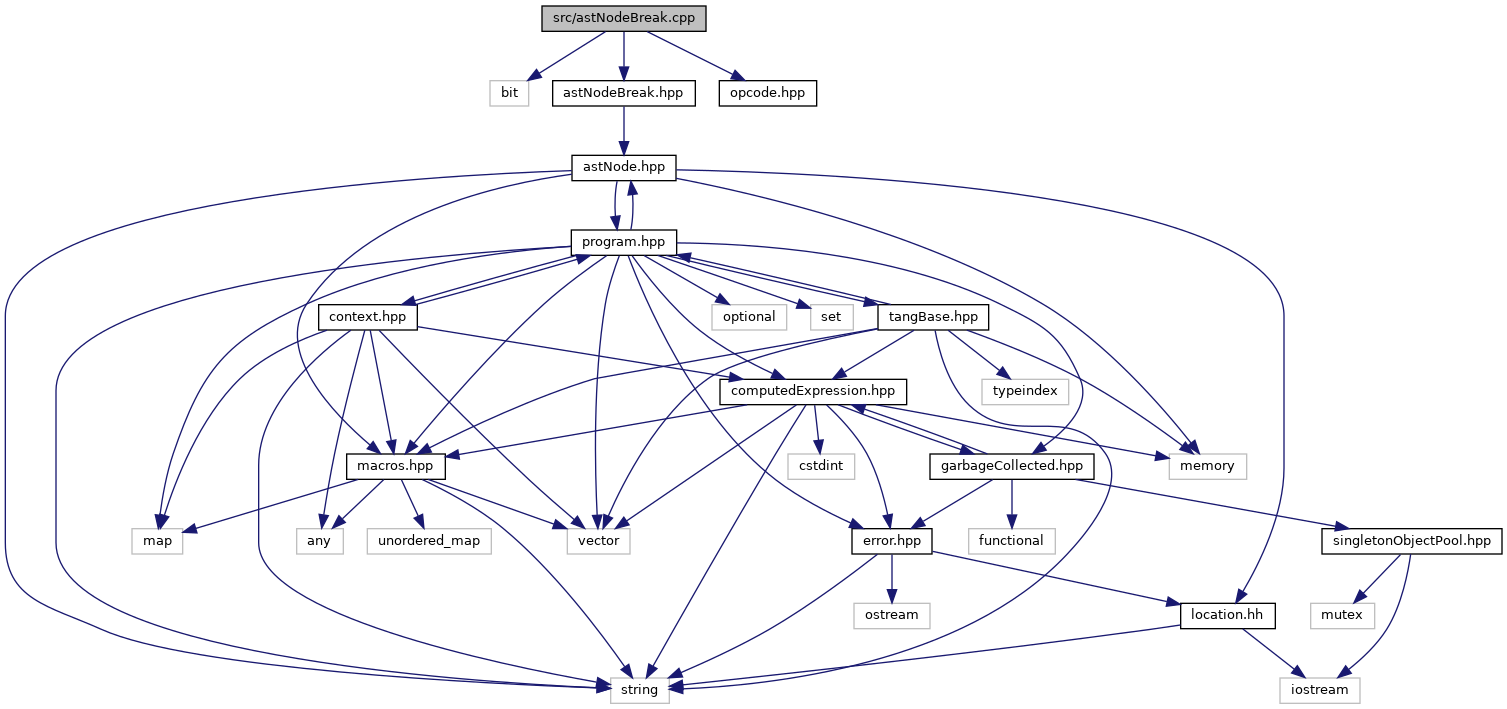 src/astNodeBreak.cpp
bit
astNodeBreak.hpp
opcode.hpp
astNode.hpp
program.hpp
context.hpp
optional
set
tangBase.hpp
computedExpression.hpp
typeindex
macros.hpp
cstdint
garbageCollected.hpp
memory
map
any
unordered_map
vector
error.hpp
functional
singletonObjectPool.hpp
ostream
location.hh
mutex
string
iostream